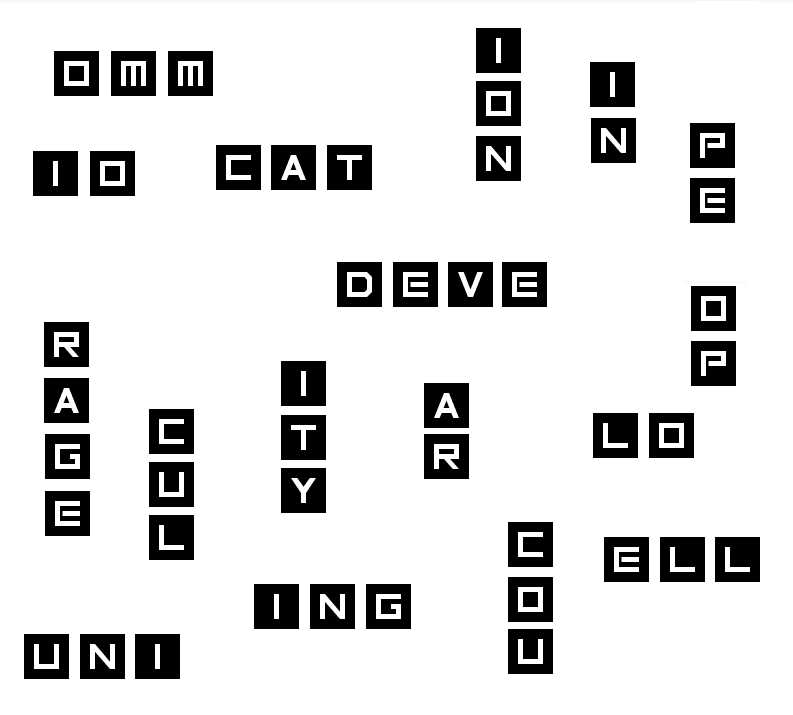 OMM
ION
IN
PE
IO
CAT
DEVE
OP
RAGE
ITY
AR
CUL
LO
COU
ELL
ING
UNI